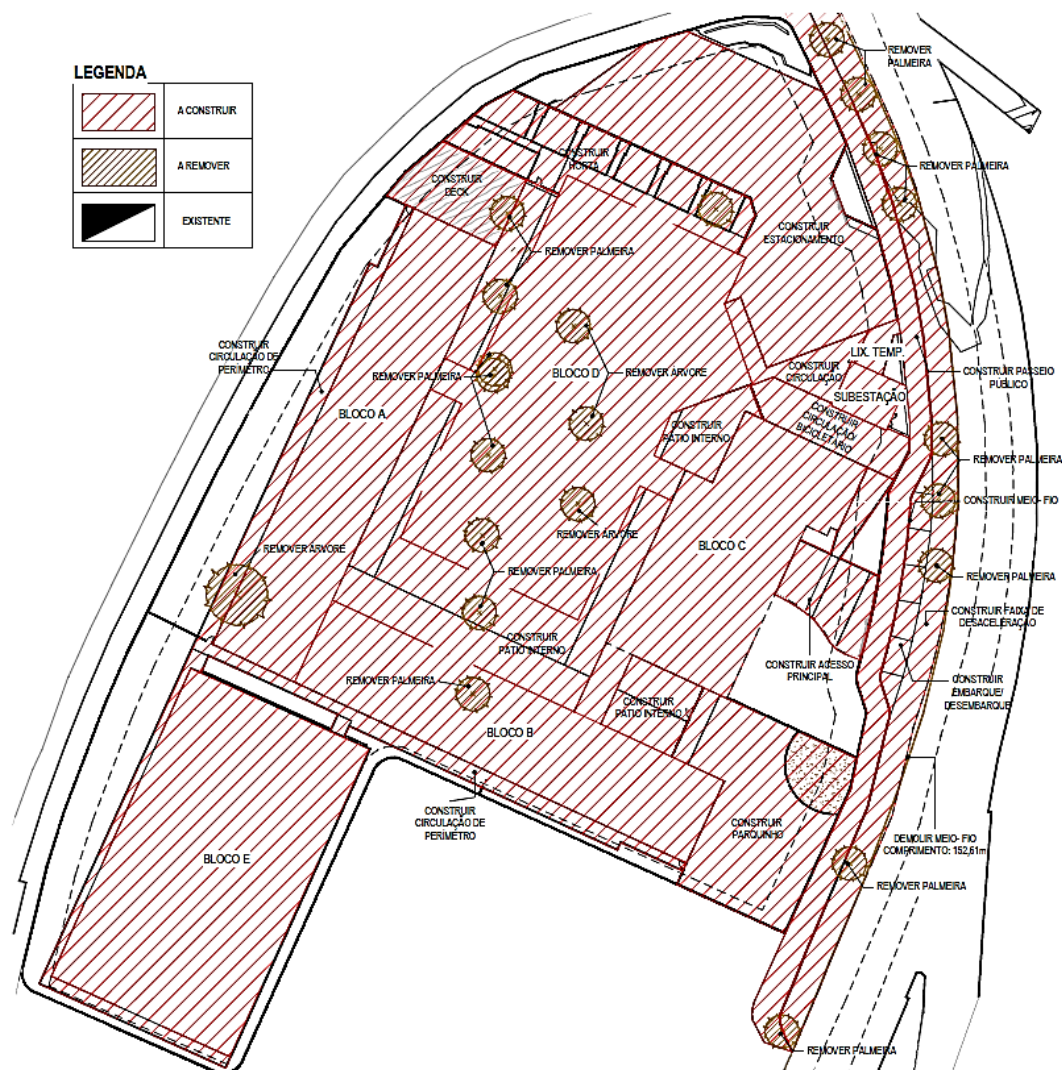 LEGENDA
A CONSTRUIR
A REMOVER
EXISTENTE
REMOVER
PALMEIRA
REMOVER PALMEIRA
CONSTRUIR
HORTA
CONSTRUIR
DECK
CONSTRUIR
ESTACIONAMENTO
REMOVER PALMEIRA
CONSTRUIR
CIRCULAÇÃO DE
PERÍMETRO
REMOVER PALMEIRA
BLOCO D
REMOVER ÁRVORE
CONSTRUIR
CIRCULAÇÃO
LIX. TEMP.
SUBESTAÇÃO
CONSTRUIR PASSEIO
PÚBLICO
BLOCO A
CONSTRUIR
PÁTIO INTERNO
CONSTRUIR
CIRCULAÇÃO/
BICICLETÁRIO
REMOVER PALMEIRA
CONSTRUIR MEIO- FIO
REMOVER ÁRVORE
REMOVER ÁRVORE
BLOCO C
REMOVER PALMEIRA
REMOVER PALMEIRA
CONSTRUIR FAIXA DE
DESACELERAÇÃO
CONSTRUIR
PÁTIO INTERNO
CONSTRUIR ACESSO
PRINCIPAL
CONSTRUIR
EMBARQUE/
DESEMBARQUE
REMOVER PALMEIRA
CONSTRUIR
PÁTIO INTERNO
BLOCO B
CONSTRUIR
CIRCULAÇÃO DE
PERÍMETRO
CONSTRUIR
PARQUINHO
DEMOLIR MEIO- FIO
COMPRIMENTO: 152,61m
BLOCO E
REMOVER PALMEIRA
REMOVER PALMEIRA